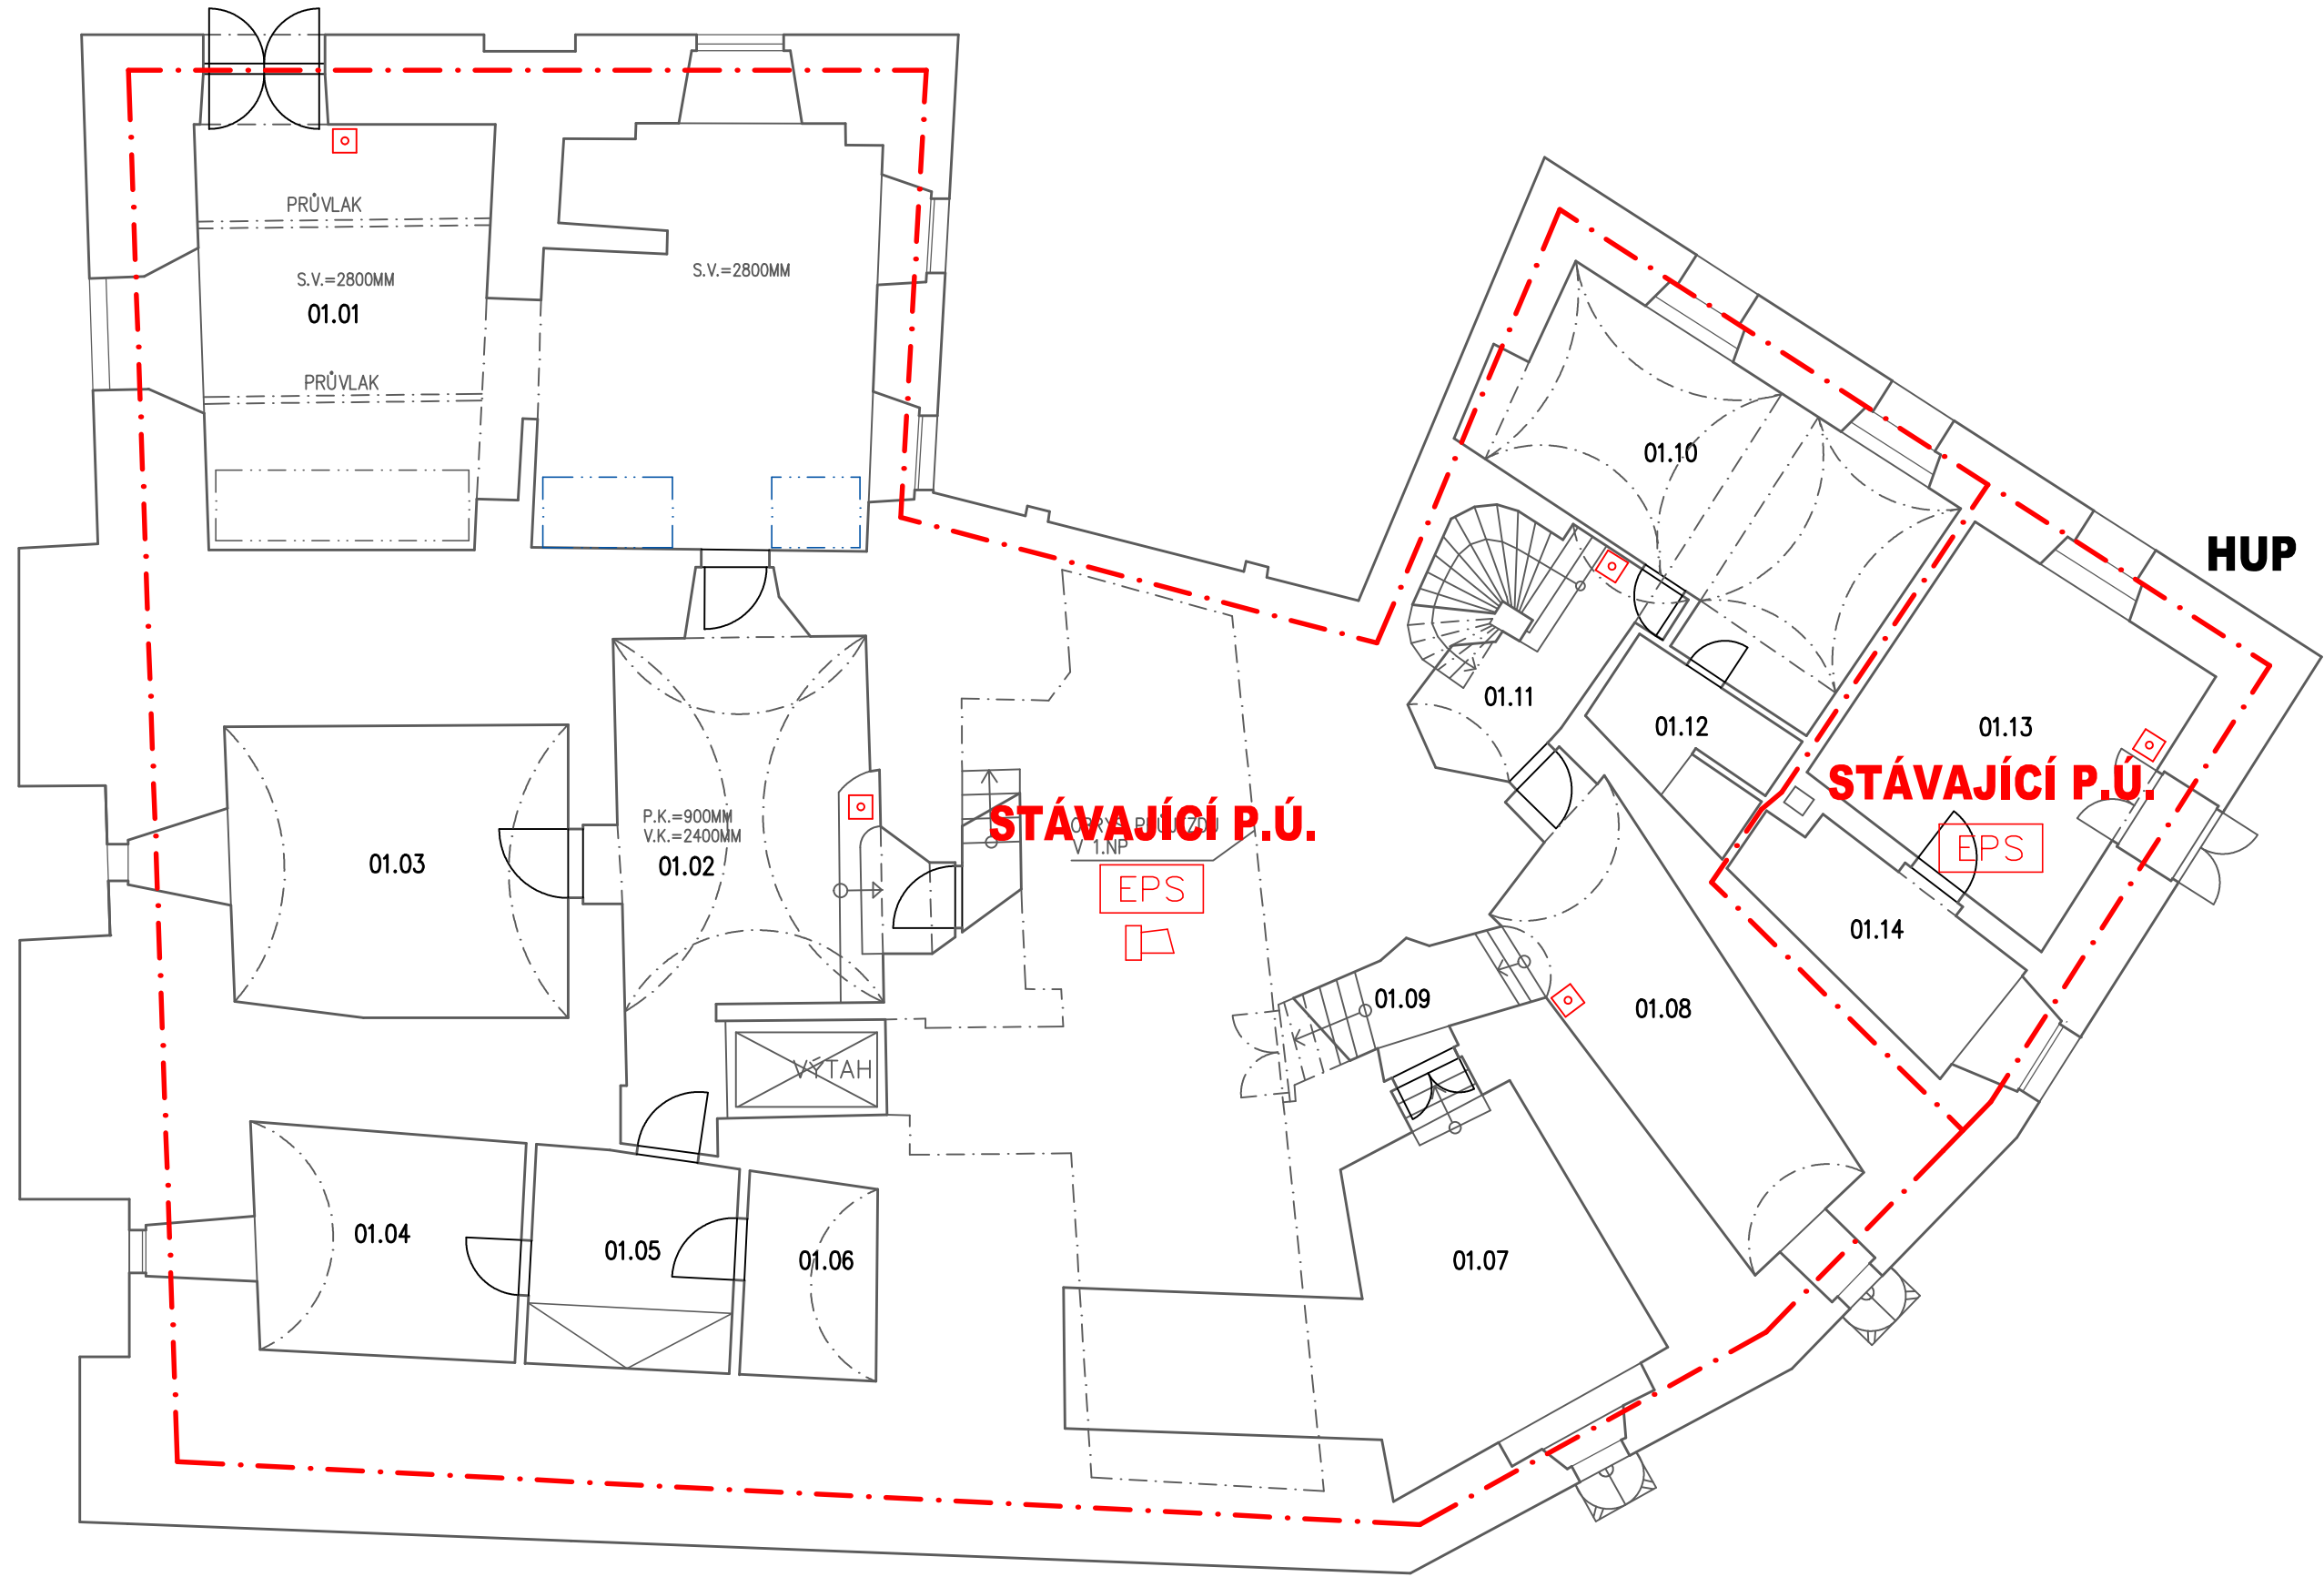 PRŮVLAK
S.V.=2800MM
S.V.=2800MM
01.01
PRŮVLAK
01.10
HUP
01.11
01.12
01.13
STÁVAJÍCÍ P.Ú.
EPS
P.K.=900MM
V.K.=2400MM
01.02
01.03
STÁVAJÍCÍ P.Ú.
V 1.NP
EPS
01.14
01.09
01.08
VÝTAH
01.04
01.05
01.06
01.07